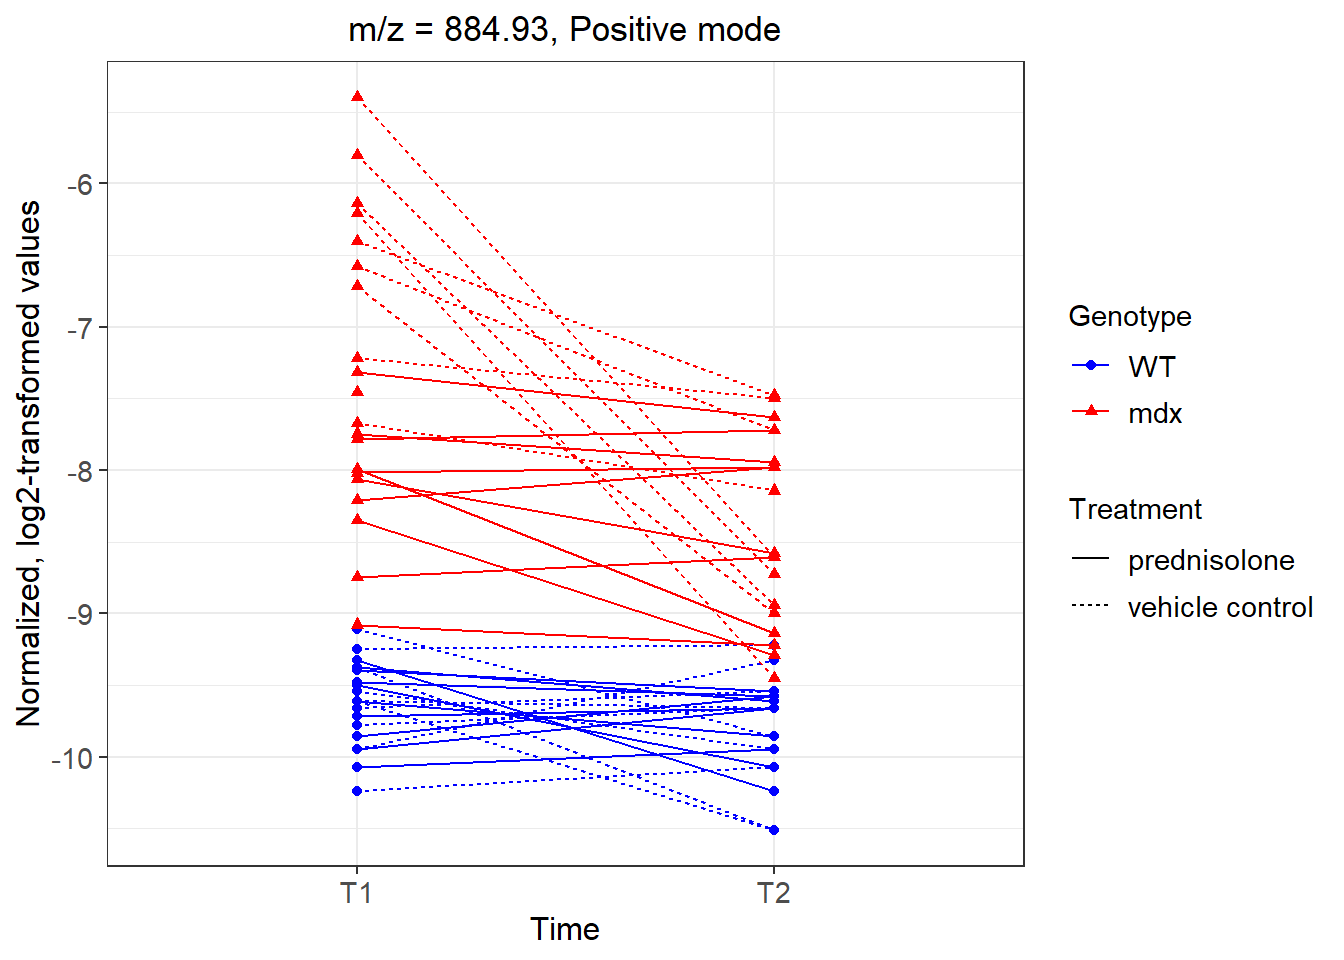 m/z = 884.93, Positive mode
Normalized, log2-transformed values
-6
-7
-8
-9
-10
T1
T2
Time
Genotype
WT
mdx
Treatment
prednisolone
vehicle control